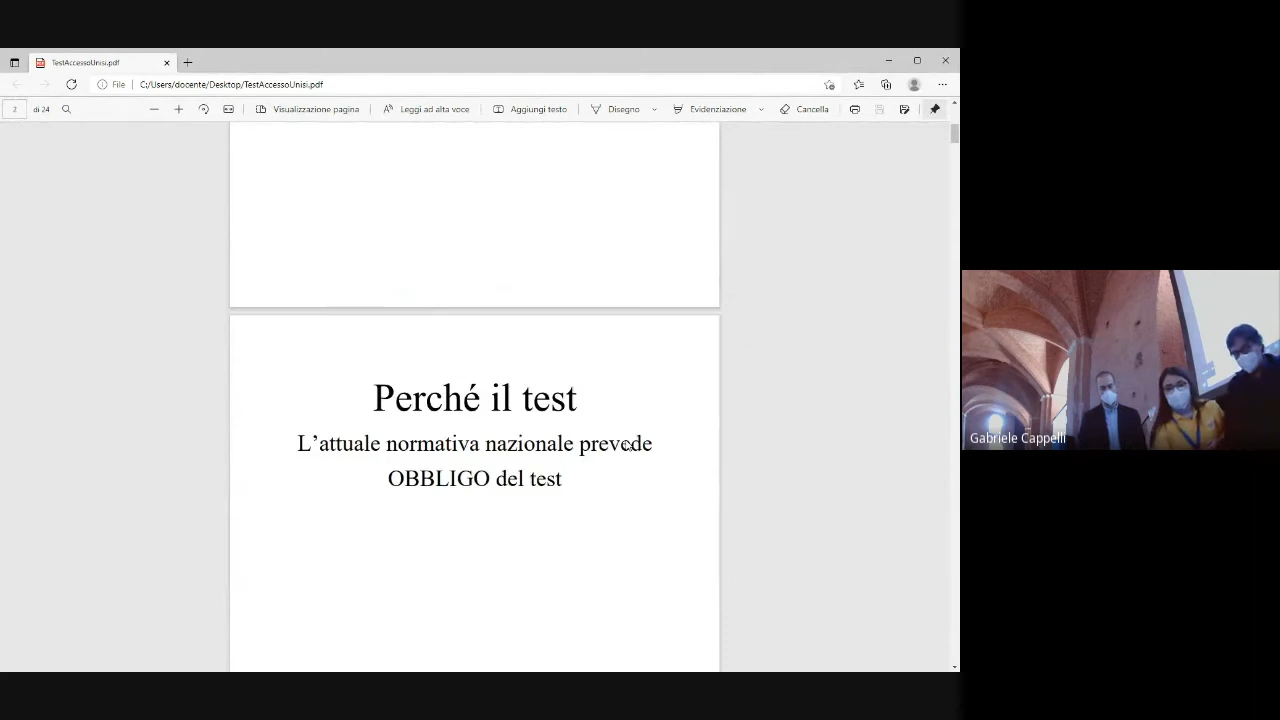 TestAccessoUnisi.pdf
File
C:/Users/docente/Desktop/TestAccessoUnisi.pdf
2 di 24
Visualizzazione pagina
Leggi ad alta voce
Aggiungi testo
Disegno
Evidenziazione
Cancella
Perché il test
L’attuale normativa nazionale prevede
OBBLIGO del test
Gabriele Cappelli